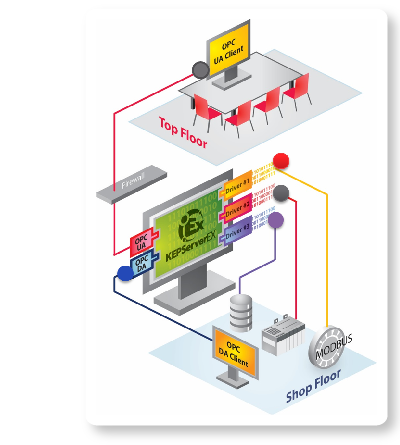 OPC
UA Client
Top Floor
Firewall
Driver #1
Driver #2
Driver #3
iEx
KEPServerEX
OPC
UA
OPC
DA
OPC
DA Client
MODBUS
Shop Floor